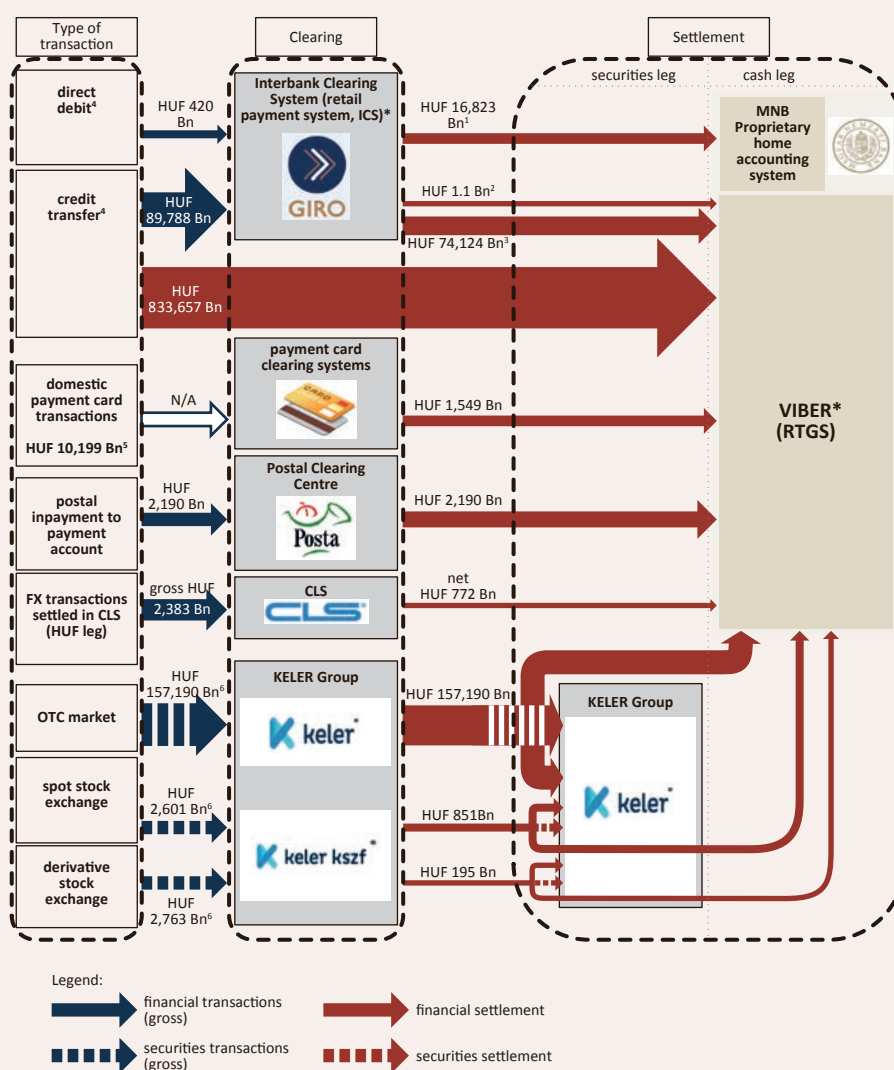 Type of
transaction
Clearing
Settlement
securities leg
cash leg
direct
debit4
HUF 420
Bn
Interbank Clearing
System (retail
payment system, ICS)*
GIRO
HUF 16,823
Bn1
MNB
Proprietary
home
accounting
system
credit
transfer4
HUF
89,788 Bn
HUF 1.1 Bn2
HUF 74,124 Bn3
HUF
833,657 Bn
VIBER*
(RTGS)
domestic
payment card
transactions
HUF 10,199 Bn5
N/A
payment card
clearing systems
CARD
HUF 1,549 Bn
postal
inpayment to
payment
account
HUF
2,190 Bn
Postal Clearing
Centre
Posta
HUF 2,190 Bn
FX transactions
settled in CLS
(HUF leg)
gross HUF
2,383 Bn
CLS
CLS
net
HUF 772 Bn
OTC market
HUF
157,190 Bn6
KELER Group
keler
HUF 157,190 Bn
KELER Group
keler
spot stock
exchange
HUF
2,601 Bn6
keler kszf
HUF 851Bn
derivative
stock
exchange
HUF
2,763 Bn6
HUF 195 Bn
Legend:
financial transactions
(gross)
financial settlement
securities transactions
(gross)
securities settlement